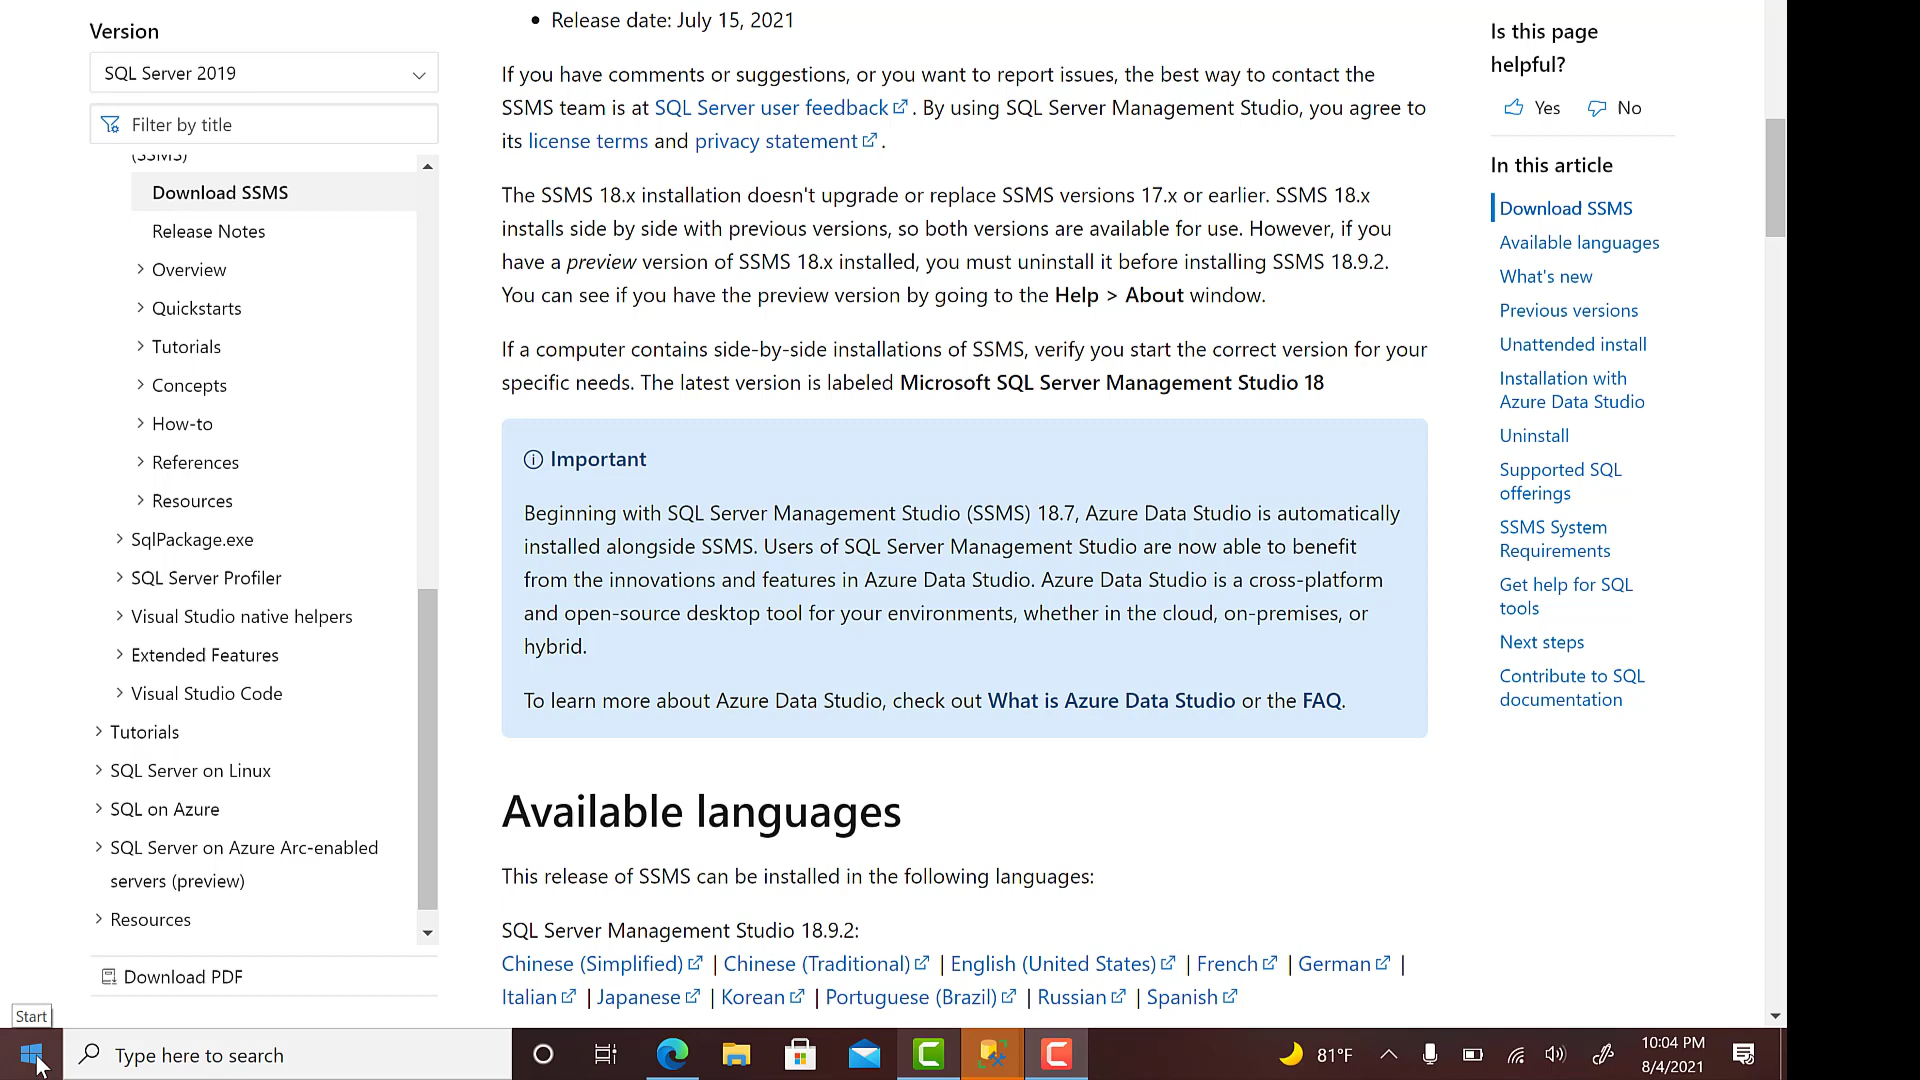 Version
SQL Server 2019
Filter by title
(SSMS)
Download SSMS
Release Notes
Overview
Quickstarts
Tutorials
Concepts
How-to
References
Resources
SqlPackage.exe
SQL Server Profiler
Visual Studio native helpers
Extended Features
Visual Studio Code
Tutorials
SQL Server on Linux
SQL on Azure
SQL Server on Azure Arc-enabled
servers (preview)
Resources
Download PDF
Release date: July 15, 2021
If you have comments or suggestions, or you want to report issues, the best way to contact the
SSMS team is at SQL Server user feedback. By using SQL Server Management Studio, you agree to
its license terms and privacy statement.
The SSMS 18.x installation doesn't upgrade or replace SSMS versions 17.x or earlier. SSMS 18.x
installs side by side with previous versions, so both versions are available for use. However, if you
have a preview version of SSMS 18.x installed, you must uninstall it before installing SSMS 18.9.2.
You can see if you have the preview version by going to the Help > About window.
If a computer contains side-by-side installations of SSMS, verify you start the correct version for your
specific needs. The latest version is labeled Microsoft SQL Server Management Studio 18
Important
Beginning with SQL Server Management Studio (SSMS) 18.7, Azure Data Studio is automatically
installed alongside SSMS. Users of SQL Server Management Studio are now able to benefit
from the innovations and features in Azure Data Studio. Azure Data Studio is a cross-platform
and open-source desktop tool for your environments, whether in the cloud, on-premises, or
hybrid.
To learn more about Azure Data Studio, check out What is Azure Data Studio or the FAQ.
Available languages
This release of SSMS can be installed in the following languages:
SQL Server Management Studio 18.9.2:
Chinese (Simplified) | Chinese (Traditional) | English (United States) | French | German |
Italian | Japanese | Korean | Portuguese (Brazil) | Russian | Spanish
Is this page
helpful?
Yes No
In this article
Download SSMS
Available languages
What's new
Previous versions
Unattended install
Installation with
Azure Data Studio
Uninstall
Supported SQL
offerings
SSMS System
Requirements
Get help for SQL
tools
Next steps
Contribute to SQL
documentation
Start
Type here to search
81°F
10:04 PM
8/4/2021